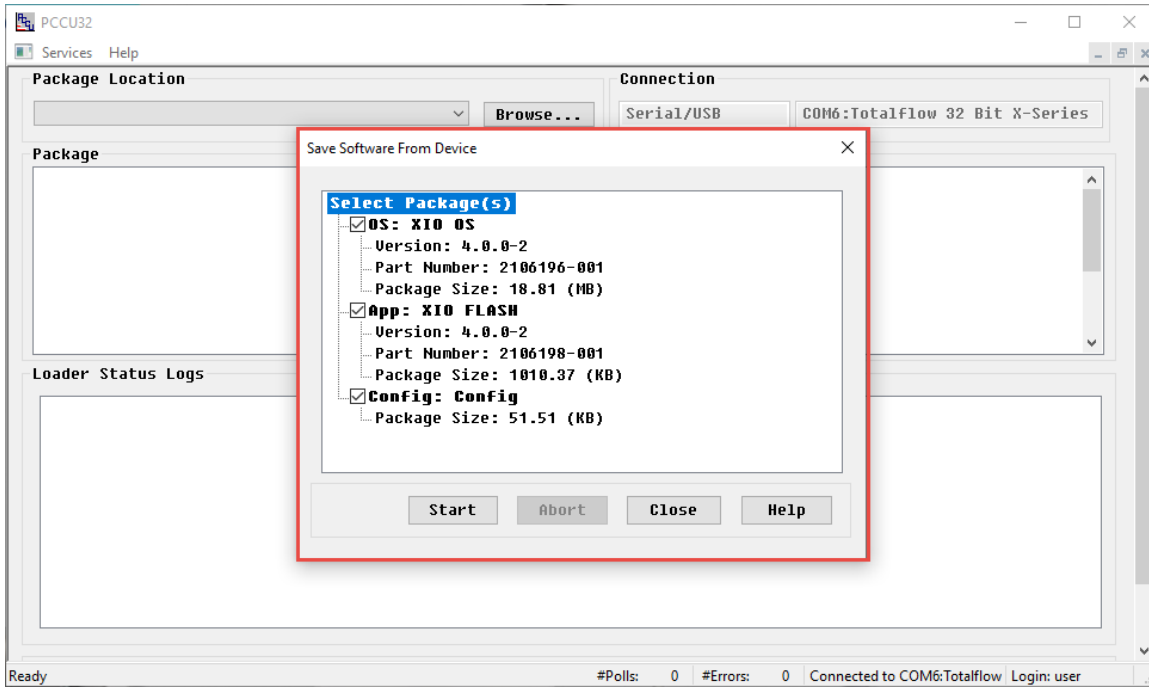 PCCU32
Services Help
Package Location
Connection
Browse...
Serial/USB
COM6:Totalflow 32 Bit X-Series
Package
Save Software From Device
Select Package(s)
OS: XIO OS
Version: 4.0.0-2
Part Number: 2106196-001
Package Size: 18.81 (MB)
App: XIO FLASH
Version: 4.0.0-2
Part Number: 2106198-001
Package Size: 1010.37 (KB)
Config: Config
Package Size: 51.51 (KB)
Start Abort Close Help
Loader Status Logs
Ready #Polls: 0 #Errors: 0 Connected to COM6:Totalflow Login: user